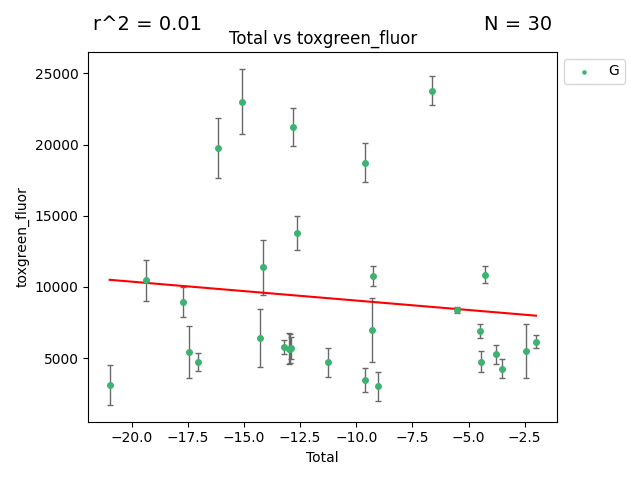 r^2 = 0.01
N = 30
Total vs toxgreen_fluor
G
25000
20000
15000
10000
5000
toxgreen_fluor
−20.0 −17.5 −15.0 −12.5 −10.0 −7.5 −5.0 −2.5
Total